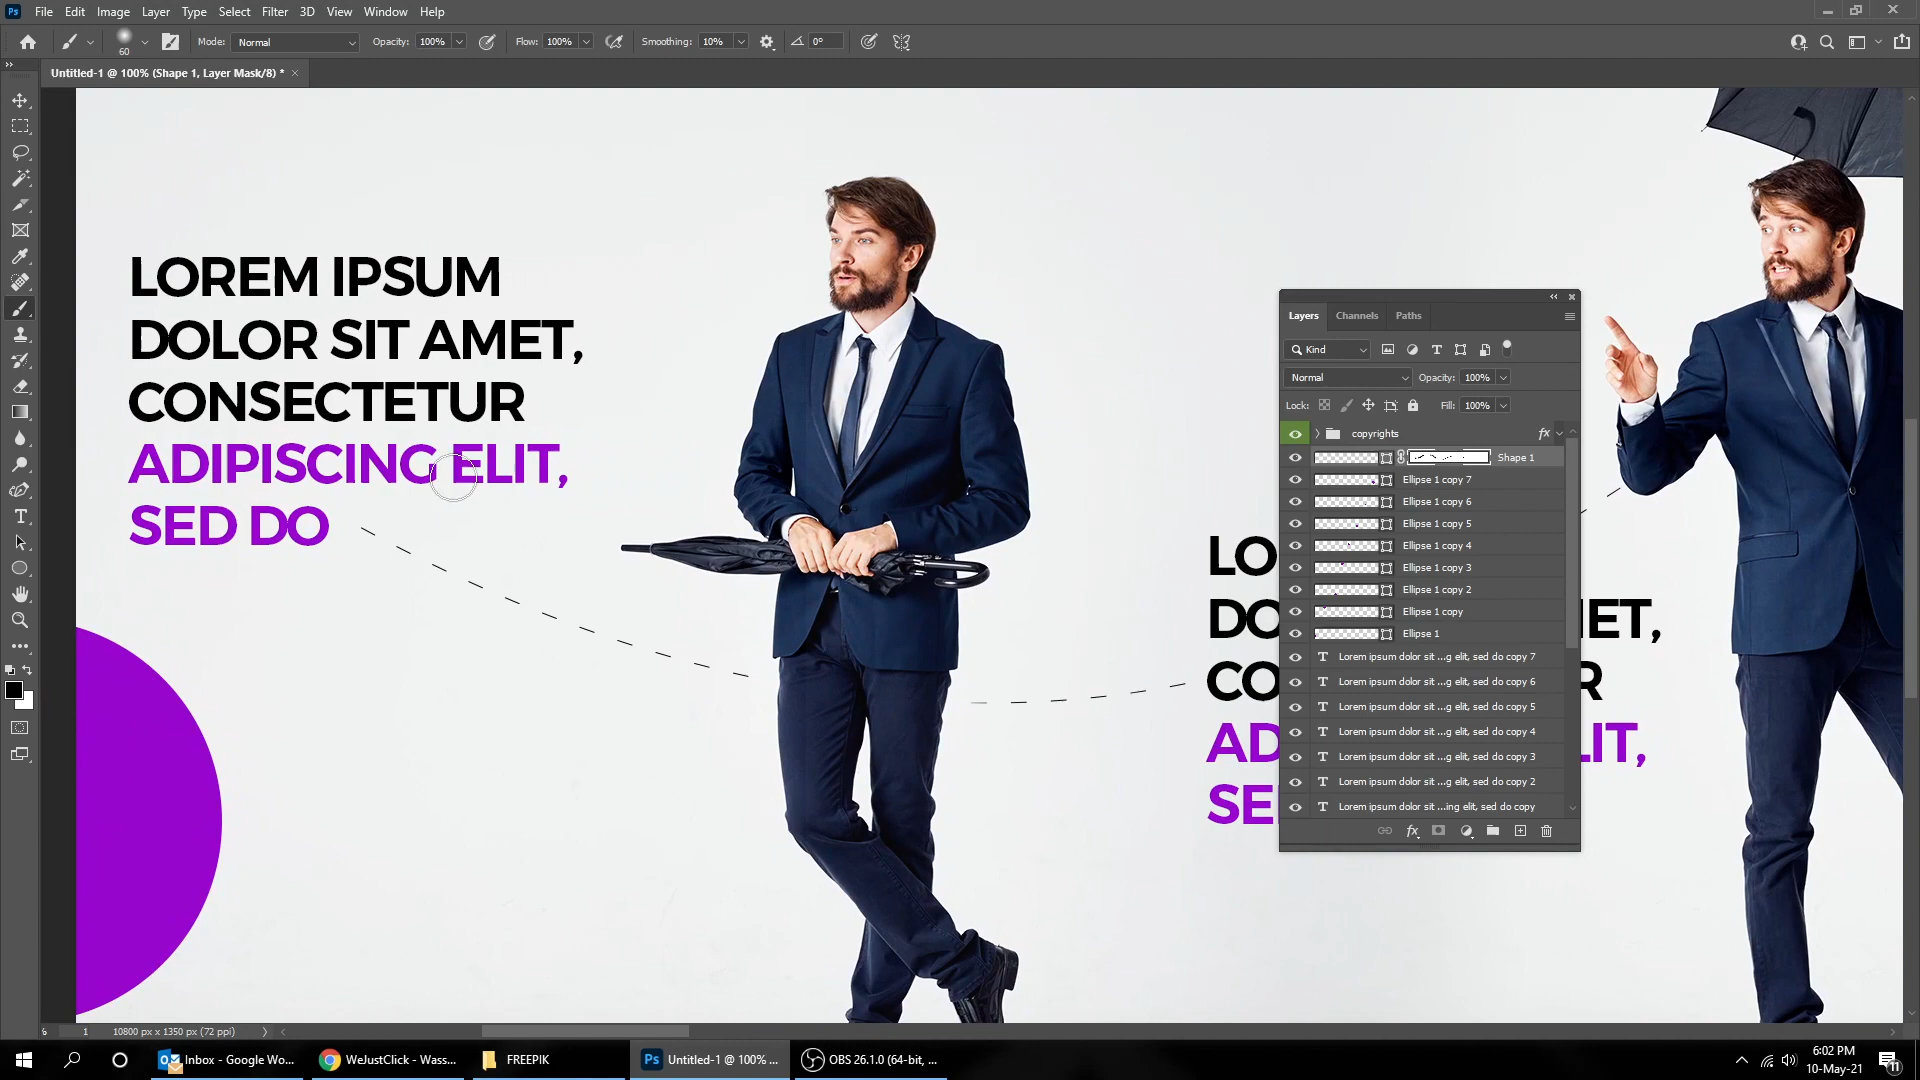 Ps File Edit Image Layer Type Select Filter 3D View Window Help
60 Mode: Normal Opacity: 100% Flow: 100% Smoothing: 10% 0°
Untitled-1 @ 100% (Shape 1, Layer Mask/8) *
LOREM IPSUM
DOLOR SIT AMET,
CONSECTETUR
ADIPISCING ELIT,
SED DO
LO
DO MET,
CO R
AD LIT,
SE
Layers Channels Paths
Kind
Normal Opacity: 100%
Lock: Fill: 100%
copyrights fx
Shape 1
Ellipse 1 copy 7
Ellipse 1 copy 6
Ellipse 1 copy 5
Ellipse 1 copy 4
Ellipse 1 copy 3
Ellipse 1 copy 2
Ellipse 1 copy
Ellipse 1
T Lorem ipsum dolor sit ...g elit, sed do copy 7
T Lorem ipsum dolor sit ...g elit, sed do copy 6
T Lorem ipsum dolor sit ...g elit, sed do copy 5
T Lorem ipsum dolor sit ...g elit, sed do copy 4
T Lorem ipsum dolor sit ...g elit, sed do copy 3
T Lorem ipsum dolor sit ...g elit, sed do copy 2
T Lorem ipsum dolor sit ...ing elit, sed do copy
fx
1 10800 px x 1350 px (72 ppi)
Inbox - Google Wo... WeJustClick - Wass... FREEPIK Ps Untitled-1 @ 100% ... OBS 26.1.0 (64-bit, ...
6:02 PM
10-May-21
11